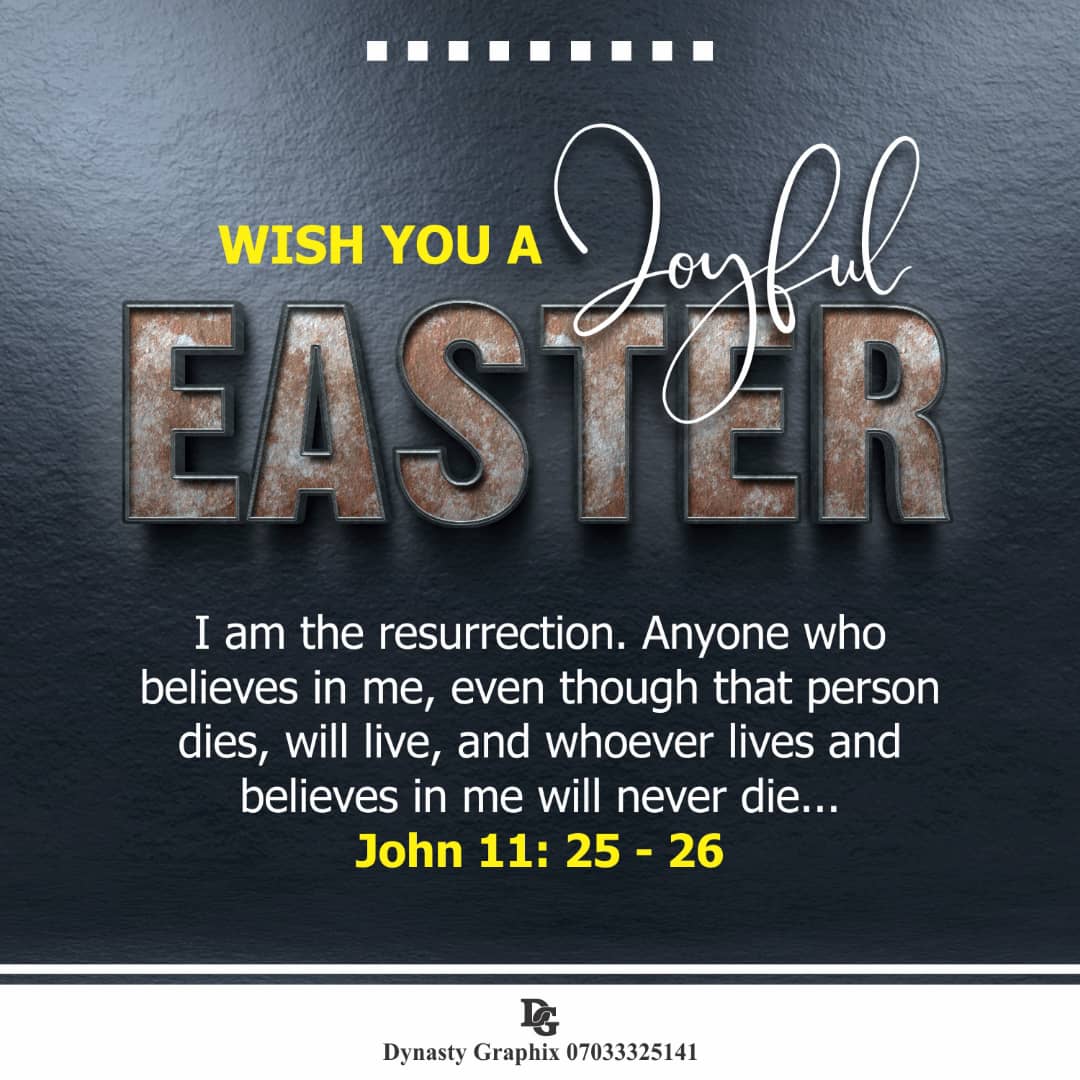 WISH YOU A Joyful
EASTER
I am the resurrection. Anyone who
believes in me, even though that person
dies, will live, and whoever lives and
believes in me will never die...
John 11: 25 - 26
DG
Dynasty Graphix 07033325141